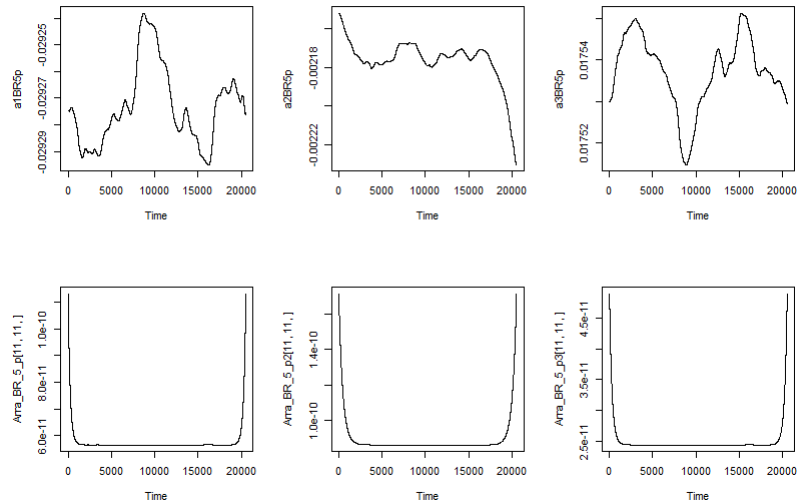 a1BR5p
-0.02929
-0.02927
-0.02925
0 5000 10000 15000 20000
Time
a2BR5p
-0.00222
-0.00218
0 5000 10000 15000 20000
Time
a3BR5p
0.01752
0.01754
0 5000 10000 15000 20000
Time
Arra_BR_5_p[11, 11, ]
6.0e-11
8.0e-11
1.0e-10
0 5000 10000 15000 20000
Time
Arra_BR_5_p2[11, 11, ]
1.0e-10
1.4e-10
0 5000 10000 15000 20000
Time
Arra_BR_5_p3[11, 11, ]
2.5e-11
3.5e-11
4.5e-11
0 5000 10000 15000 20000
Time